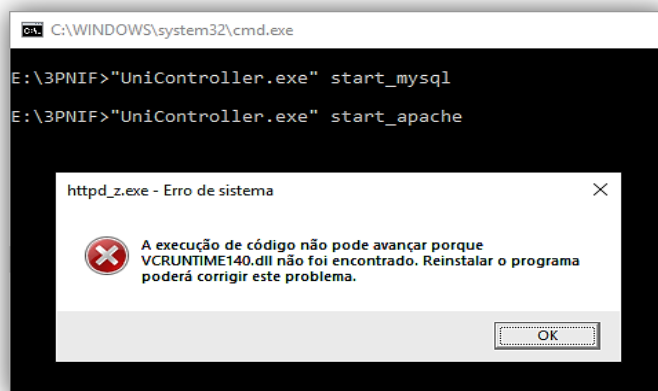 C:\WINDOWS\system32\cmd.exe
E:\3PNIF>"UniController.exe" start_mysql
E:\3PNIF>"UniController.exe" start_apache
httpd_z.exe - Erro de sistema
A execução de código não pode avançar porque
VCRUNTIME140.dll não foi encontrado. Reinstalar o programa
poderá corrigir este problema.
OK